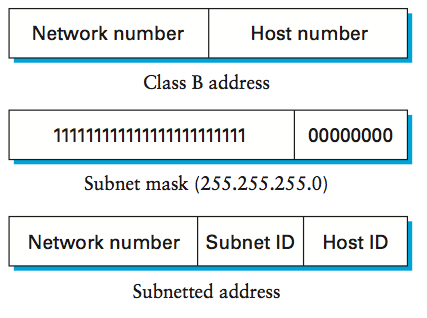 Network number Host number
Class B address
111111111111111111111111 00000000
Subnet mask (255.255.255.0)
Network number Subnet ID Host ID
Subnetted address